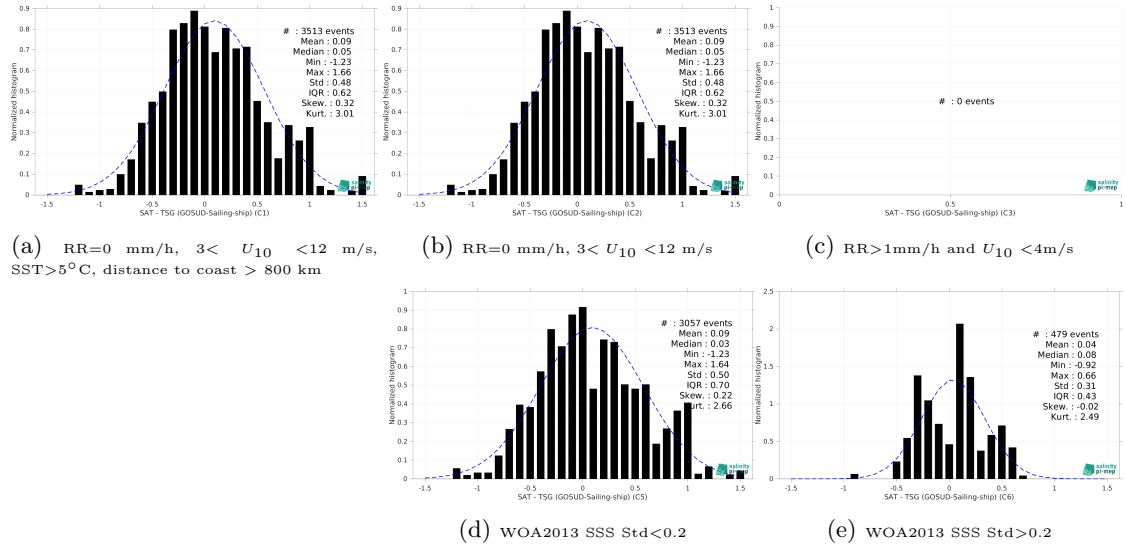 0.9
0.8
0.7
0.6
0.5
0.4
0.3
0.2
0.1
0
Normalized histogram
# : 3513 events
Mean : 0.09
Median : 0.05
Min : -1.23
Max : 1.66
Std : 0.48
IQR : 0.62
Skew. : 0.32
Kurt. : 3.01
salinity
pi-mep
-1.5 -1 -0.5 0 0.5 1 1.5
SAT - TSG (GOSUD-Sailing-ship) (C1)
(a) RR=0 mm/h, 3< U10 <12 m/s,
SST>5°C, distance to coast > 800 km
0.9
0.8
0.7
0.6
0.5
0.4
0.3
0.2
0.1
0
Normalized histogram
# : 3513 events
Mean : 0.09
Median : 0.05
Min : -1.23
Max : 1.66
Std : 0.48
IQR : 0.62
Skew. : 0.32
Kurt. : 3.01
salinity
pi-mep
-1.5 -1 -0.5 0 0.5 1 1.5
SAT - TSG (GOSUD-Sailing-ship) (C2)
(b) RR=0 mm/h, 3< U10 <12 m/s
1
0.9
0.8
0.7
0.6
0.5
0.4
0.3
0.2
0.1
0
Normalized histogram
# : 0 events
salinity
pi-mep
0 0.5 1
SAT - TSG (GOSUD-Sailing-ship) (C3)
(c) RR>1mm/h and U10 <4m/s
1
0.9
0.8
0.7
0.6
0.5
0.4
0.3
0.2
0.1
0
Normalized histogram
# : 3057 events
Mean : 0.09
Median : 0.03
Min : -1.23
Max : 1.64
Std : 0.50
IQR : 0.70
Skew. : 0.22
Kurt. : 2.66
salinity
pi-mep
-1.5 -1 -0.5 0 0.5 1 1.5
SAT - TSG (GOSUD-Sailing-ship) (C5)
(d) WOA2013 SSS Std<0.2
2.5
2
1.5
1
0.5
0
Normalized histogram
# : 479 events
Mean : 0.04
Median : 0.08
Min : -0.92
Max : 0.66
Std : 0.31
IQR : 0.43
Skew. : -0.02
Kurt. : 2.49
salinity
pi-mep
-1.5 -1 -0.5 0 0.5 1 1.5
SAT - TSG (GOSUD-Sailing-ship) (C6)
(e) WOA2013 SSS Std>0.2